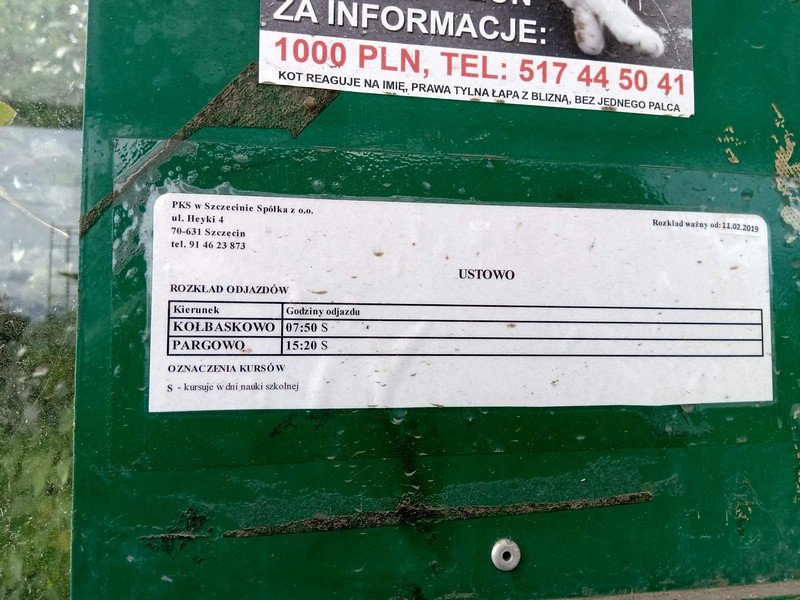 ZA INFORMACJE:
1000 PLN, TEL: 517 44 50 41
KOT REAGUJE NA IMIĘ, PRAWA TYLNA ŁAPA Z BLIZNĄ, BEZ JEDNEGO PALCA
PKS w Szczecinie Spółka z o.o.
ul. Heyki 4
70-631 Szczecin
tel. 91 46 23 873
Rozkład ważny od: 11.02.2019
USTOWO
ROZKŁAD ODJAZDÓW
Kierunek Godziny odjazdu
KOŁBASKOWO 07:50 S
PARGOWO 15:20 S
OZNACZENIA KURSÓW
S - kursuje w dni nauki szkolnej